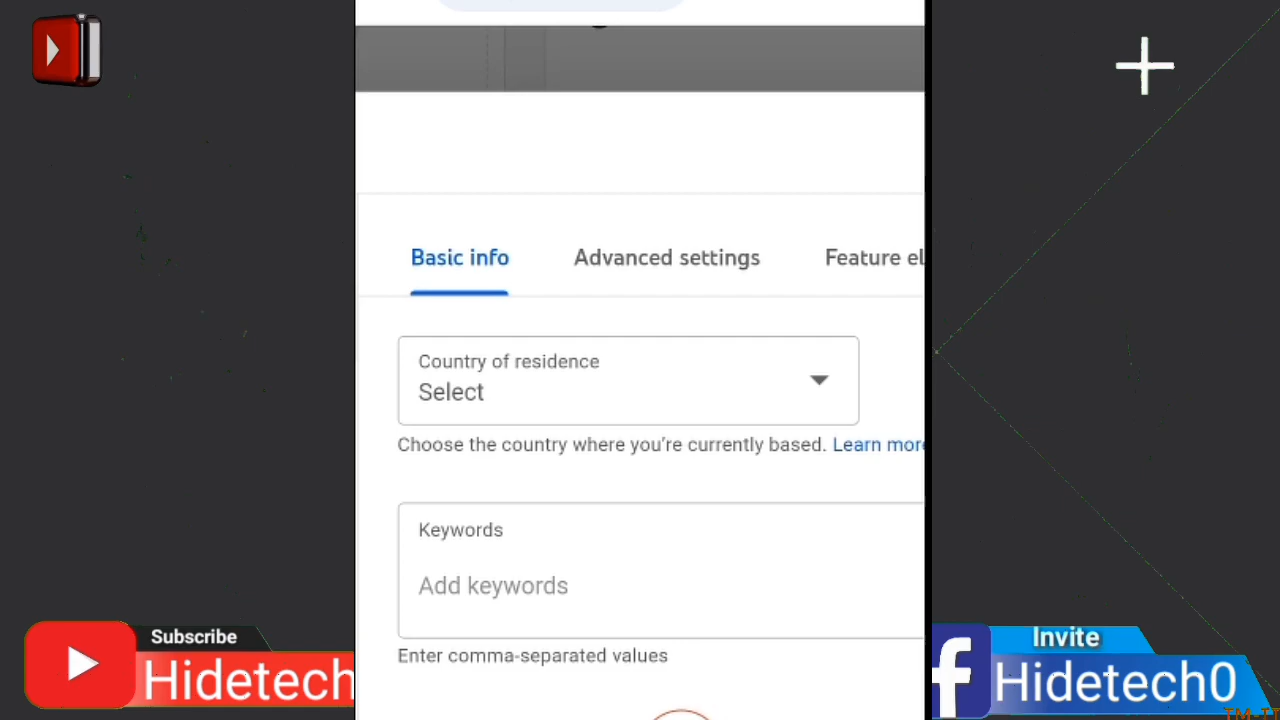 Basic info
Advanced settings
Feature el
Country of residence
Select
Choose the country where you're currently based. Learn more
Keywords
Add keywords
Enter comma-separated values
Subscribe
Hidetech
Invite
Hidetech0